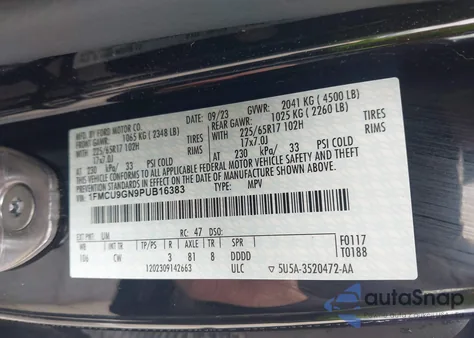 MFD. BY FORD MOTOR CO. 09/23 GVWR: 2041 KG ( 4500 LB)
FRONT GAWR: 1065 KG ( 2348 LB) REAR GAWR: 1025 KG ( 2260 LB)
225/65R17 102H TIRES 225/65R17 102H TIRES
17x7.0J RIMS 17x7.0J RIMS
AT 230 kPa/ 33 PSI COLD AT 230 kPa/ 33 PSI COLD
THIS VEHICLE CONFORMS TO ALL APPLICABLE FEDERAL MOTOR VEHICLE SAFETY, BUMPER, AND THEFT PREVENTION STANDARDS IN EFFECT ON THE DATE OF MANUFACTURE SHOWN ABOVE.
VIN: 1FMCU9GN9PUB16383 TYPE: MPV
EXT PNT: UM RC: 47 DSO: F0117
WB INT TR TP/PS R AXLE TR SPR T0188
106 CW 3 81 8 DDDD
1202309142663 ULC 5U5A-3520472-AA
autoSnap